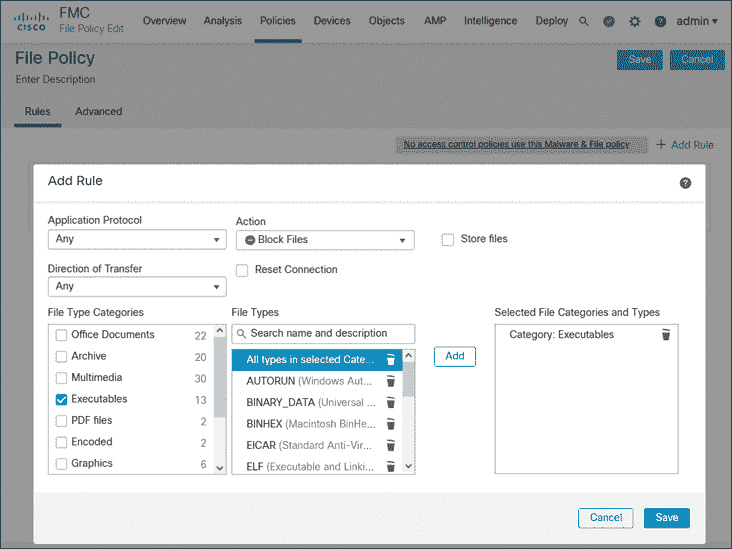 cisco
FMC
File Policy Edit
Overview
Analysis
Policies
Devices
Objects
AMP
Intelligence
Deploy
admin
File Policy
Enter Description
Save
Cancel
Rules
Advanced
No access control policies use this Malware & File policy
+ Add Rule
Add Rule
Application Protocol
Any
Action
Block Files
Store files
Direction of Transfer
Any
Reset Connection
File Type Categories
Office Documents 22
Archive 20
Multimedia 30
Executables 13
PDF files 2
Encoded 2
Graphics 6
File Types
Search name and description
All types in selected Cate...
AUTORUN (Windows Aut...
BINARY_DATA (Universal ...
BINHEX (Macintosh BinHe...
EICAR (Standard Anti-Vir...
ELF (Executable and Linki...
Add
Selected File Categories and Types
Category: Executables
Cancel
Save